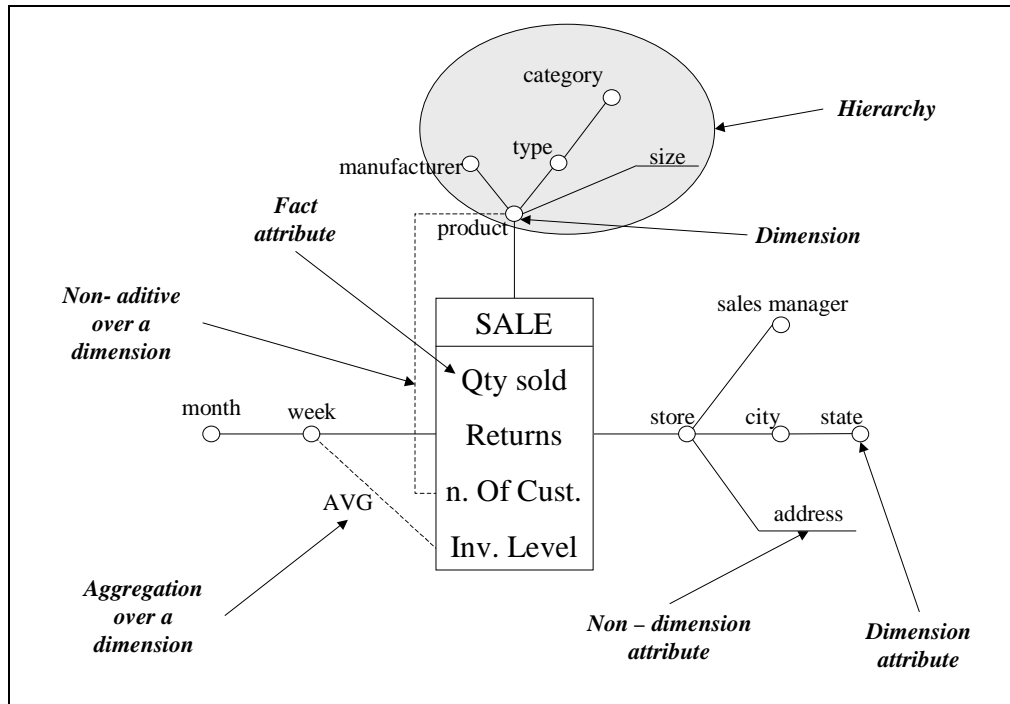 category
Hierarchy
type
size
manufacturer
Fact
attribute
product
Dimension
Non- aditive
over a
dimension
SALE
sales manager
Qty sold
month
week
Returns
store
city
state
n. Of Cust.
AVG
address
Inv. Level
Aggregation
over a
dimension
Non – dimension
attribute
Dimension
attribute